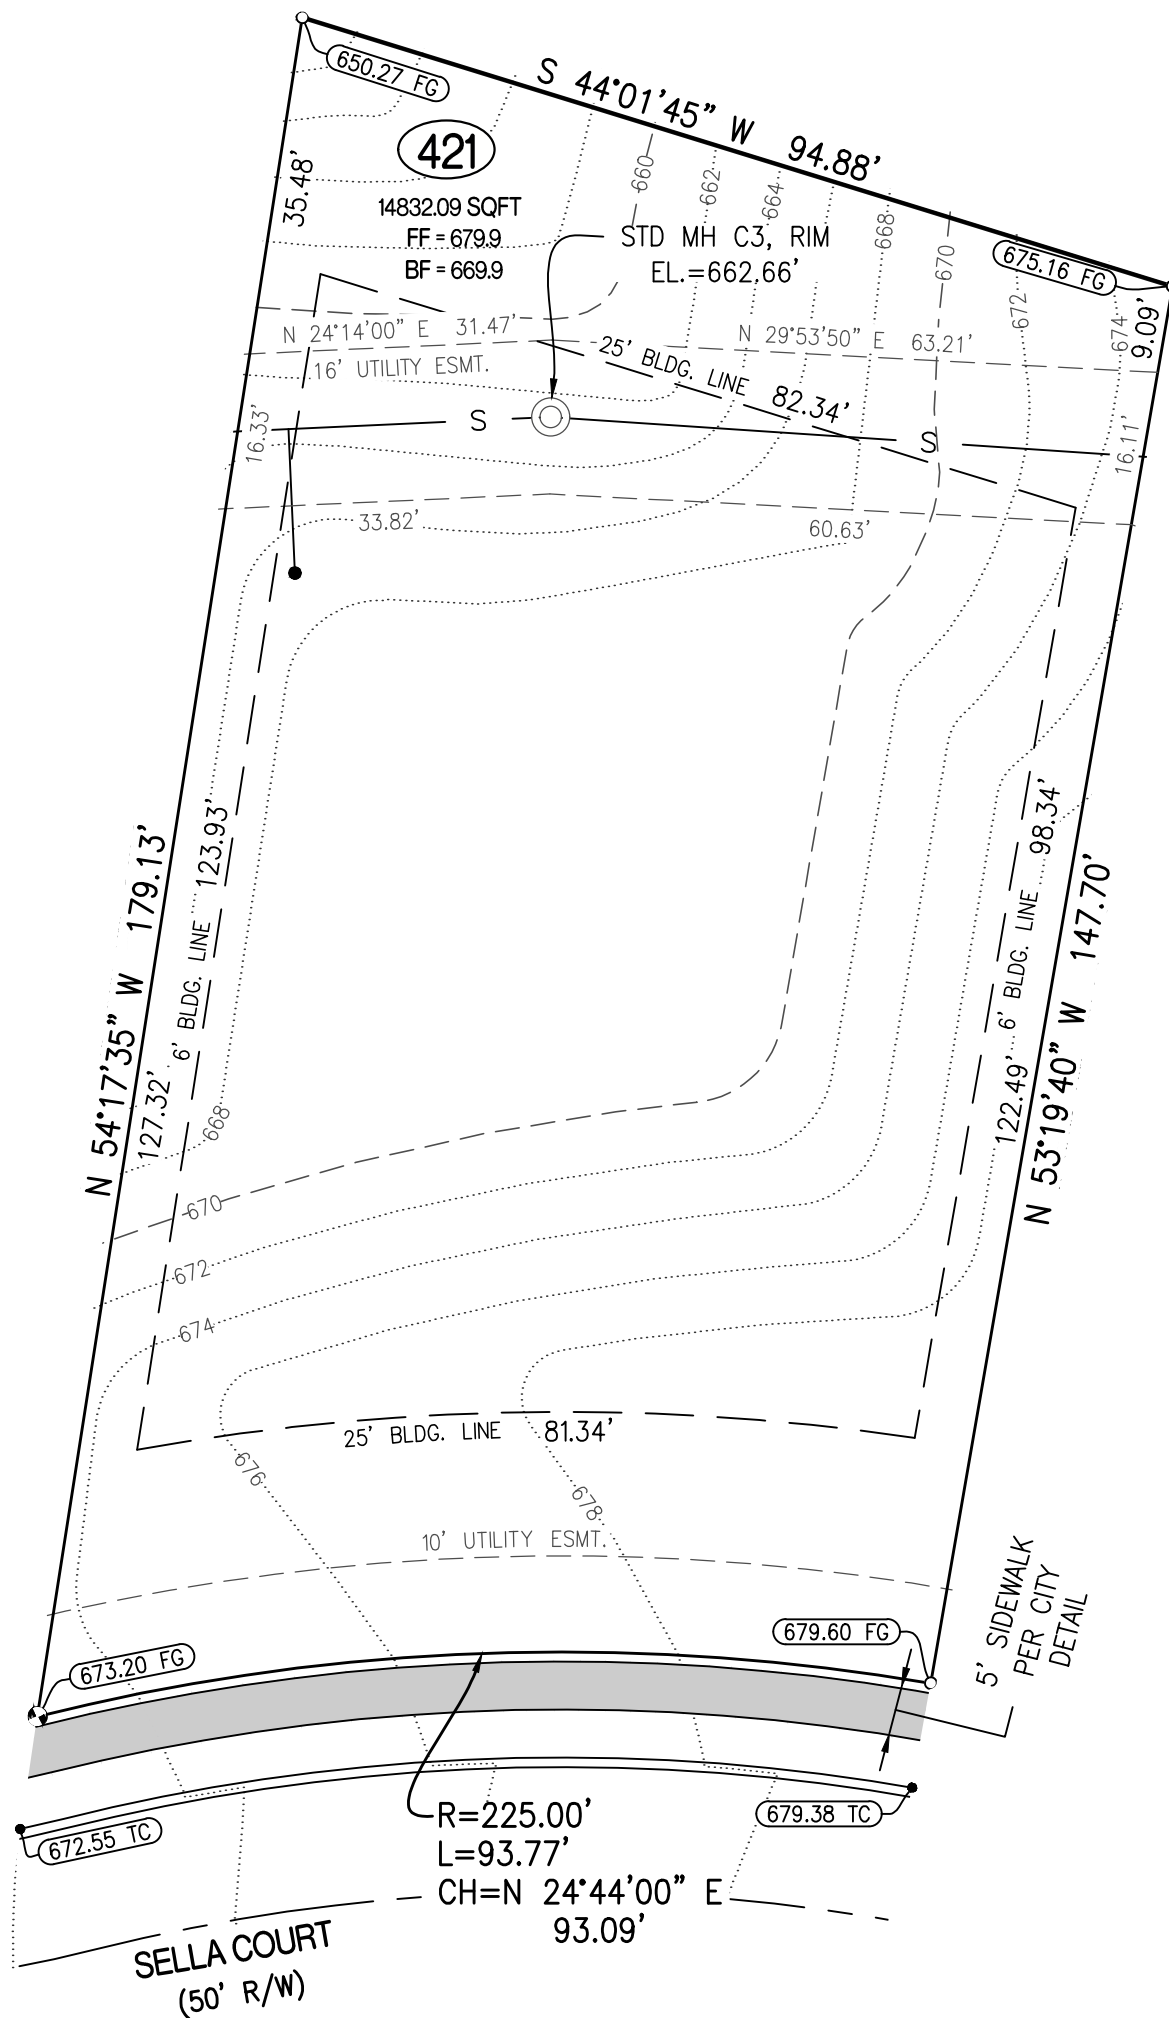 650.27 FG
S 44°01'45" W 94.88'
421
35.48'
14832.09 SQFT
FF = 679.9
BF = 669.9
STD MH C3, RIM
EL.=662.66'
660
662
664
668
670
672
674
675.16 FG
9.09'
N 24°14'00" E 31.47'
N 29°53'50" E 63.21'
16' UTILITY ESMT.
25' BLDG. LINE 82.34'
16.33'
S
S
16.11'
33.82'
60.63'
N 54°17'35" W 179.13'
127.32'
6' BLDG. LINE 123.93'
6' BLDG. LINE 98.34'
122.49'
N 53°19'40" W 147.70'
668
670
672
674
25' BLDG. LINE 81.34'
676
678
10' UTILITY ESMT.
5' SIDEWALK
PER CITY
DETAIL
679.60 FG
673.20 FG
672.55 TC
679.38 TC
R=225.00'
L=93.77'
CH=N 24°44'00" E
93.09'
SELLA COURT
(50' R/W)